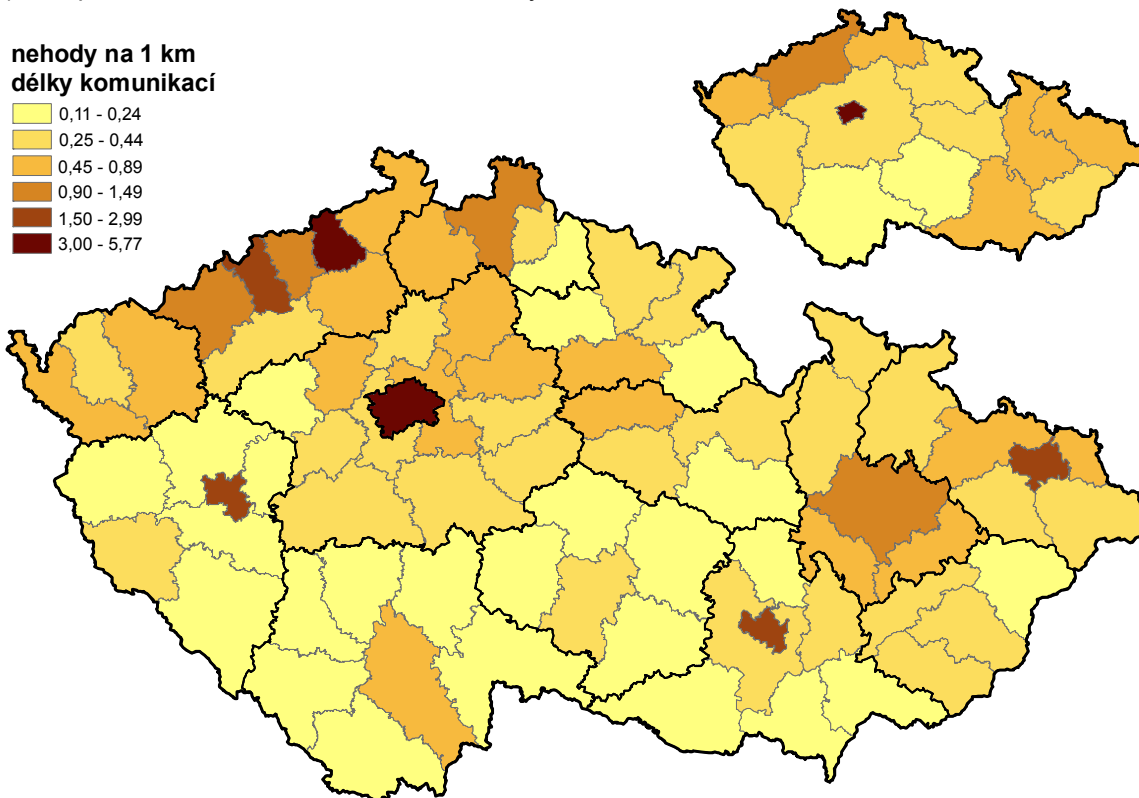 nehody na 1 km
délky komunikací
0,11 - 0,24
0,25 - 0,44
0,45 - 0,89
0,90 - 1,49
1,50 - 2,99
3,00 - 5,77